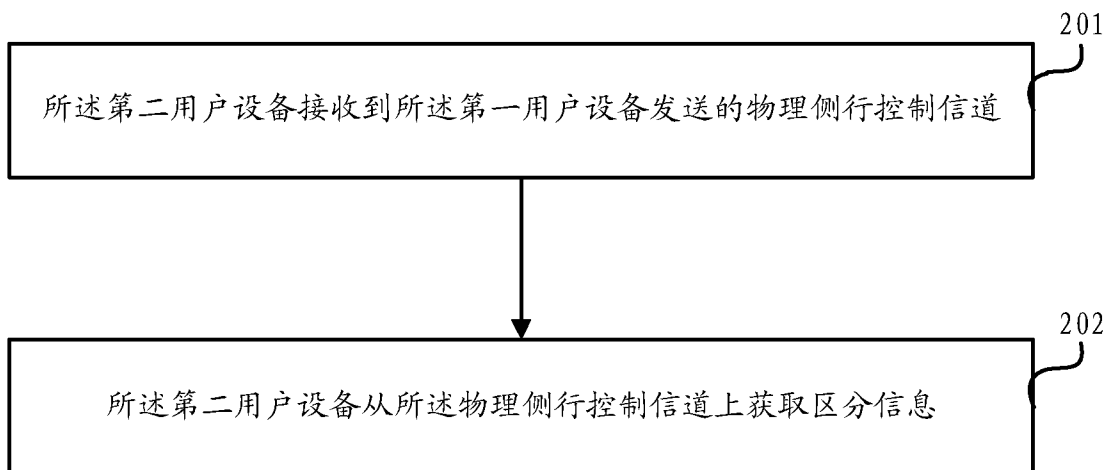 201
所述第二用户设备接收到所述第一用户设备发送的物理侧行控制信道
202
所述第二用户设备从所述物理侧行控制信道上获取区分信息